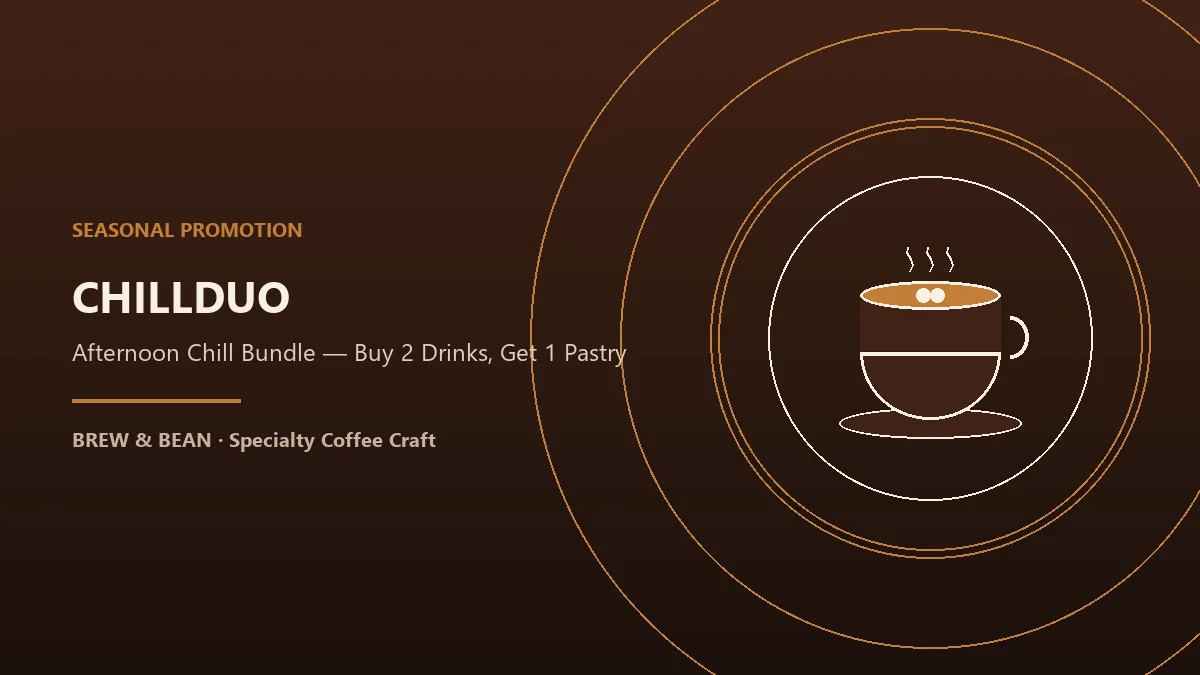 SEASONAL PROMOTION
CHILLDUO
Afternoon Chill Bundle — Buy 2 Drinks, Get 1 Pastry
BREW & BEAN · Specialty Coffee Craft